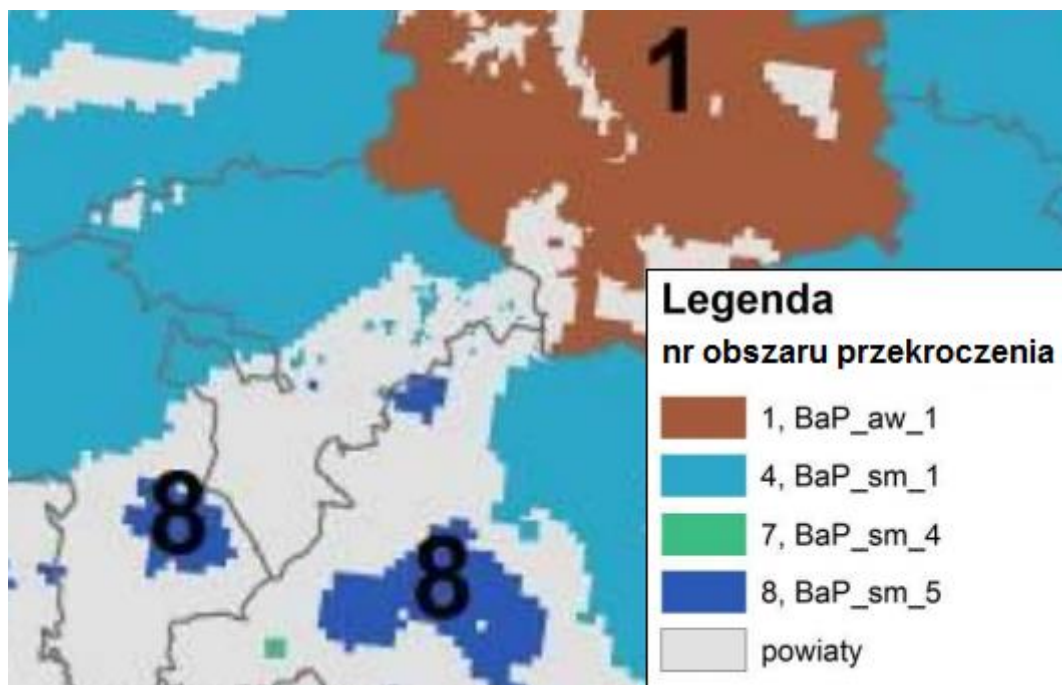 1
Legenda
nr obszaru przekroczenia
1, BaP_aw_1
4, BaP_sm_1
7, BaP_sm_4
8, BaP_sm_5
powiaty
8
8